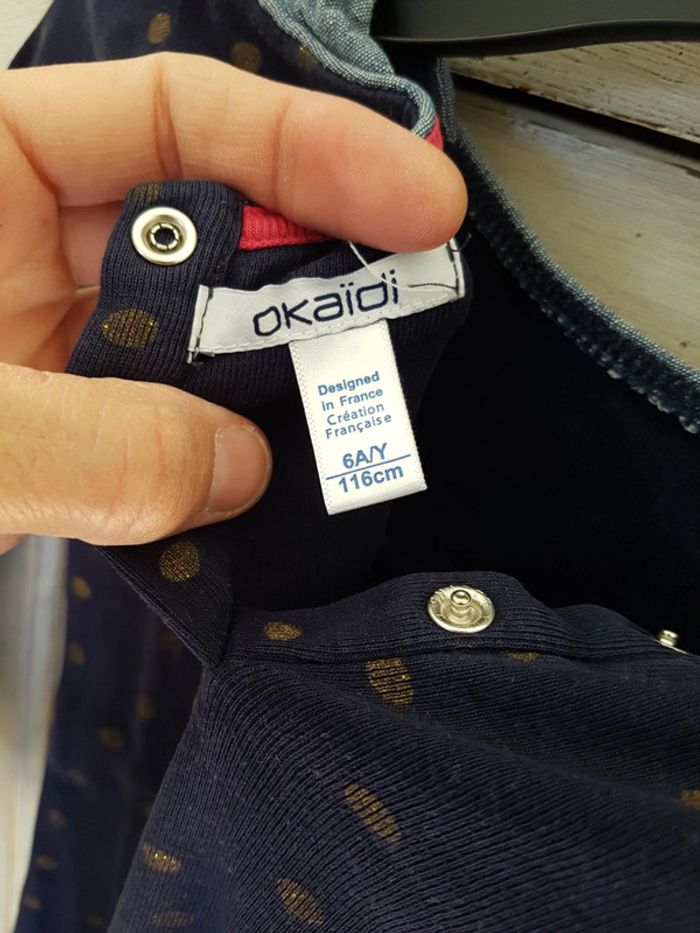 okaïdi
Designed
in France
Création
Française
6A/Y
116cm